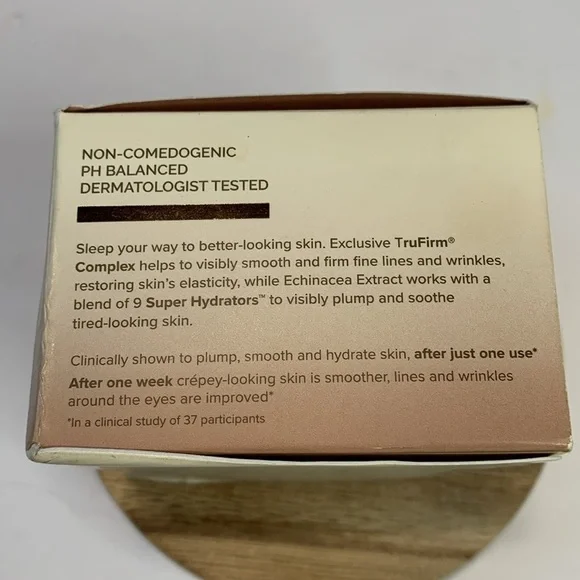 NON-COMEDOGENIC
PH BALANCED
DERMATOLOGIST TESTED
Sleep your way to better-looking skin. Exclusive TruFirm®
Complex helps to visibly smooth and firm fine lines and wrinkles,
restoring skin's elasticity, while Echinacea Extract works with a
blend of 9 Super Hydrators™ to visibly plump and soothe
tired-looking skin.
Clinically shown to plump, smooth and hydrate skin, after just one use*
After one week crépey-looking skin is smoother, lines and wrinkles
around the eyes are improved*
*In a clinical study of 37 participants